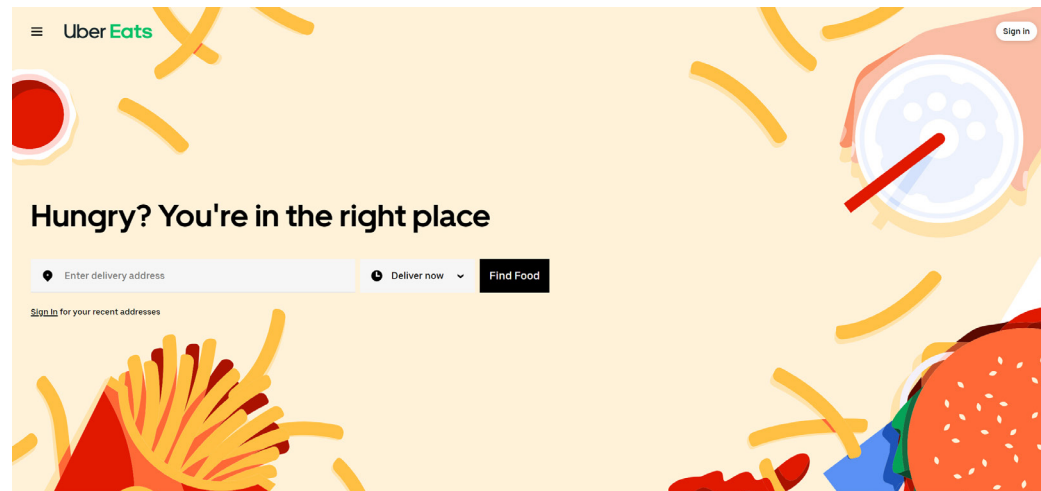 Uber Eats
Sign in
Hungry? You're in the right place
Enter delivery address
Deliver now
Find Food
Sign In for your recent addresses